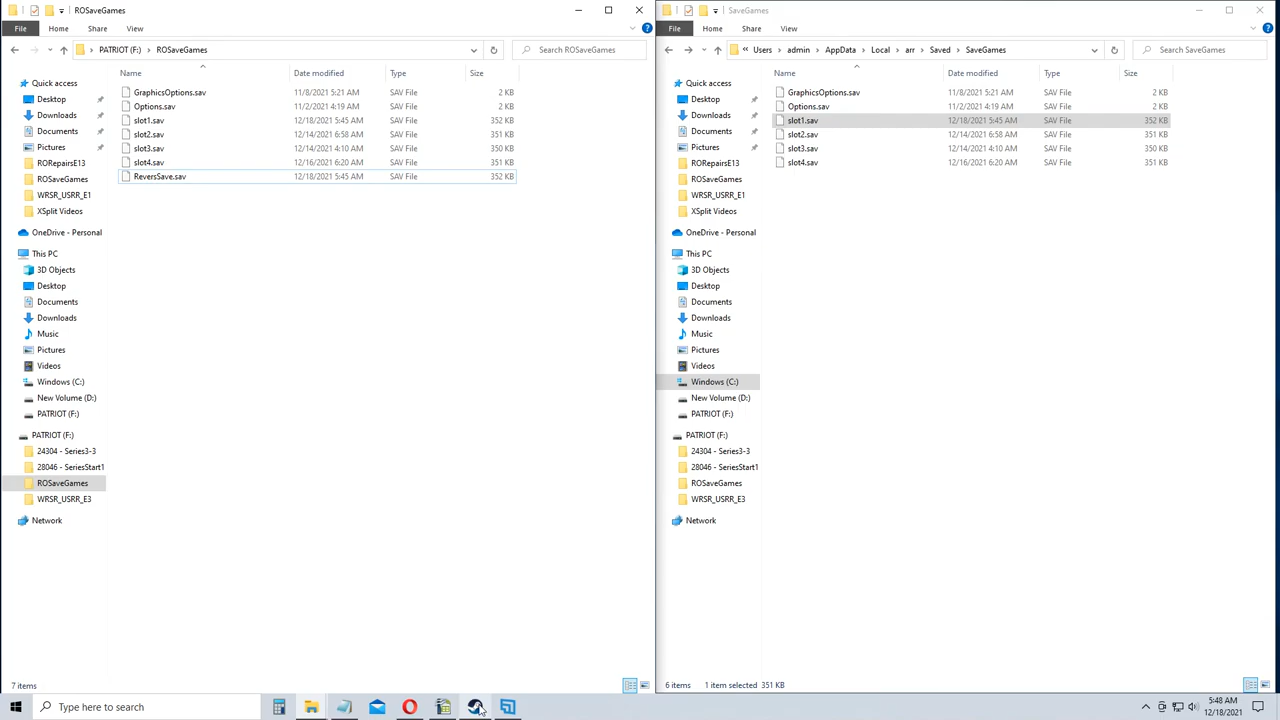 ROSaveGames
File Home Share View
PATRIOT (F:) > ROSaveGames
Search ROSaveGames
Name Date modified Type Size
GraphicsOptions.sav 11/8/2021 5:21 AM SAV File 2 KB
Options.sav 11/2/2021 4:19 AM SAV File 2 KB
slot1.sav 12/18/2021 5:45 AM SAV File 352 KB
slot2.sav 12/14/2021 6:58 AM SAV File 351 KB
slot3.sav 12/14/2021 4:10 AM SAV File 350 KB
slot4.sav 12/16/2021 6:20 AM SAV File 351 KB
ReversSave.sav 12/18/2021 5:45 AM SAV File 352 KB
Quick access
Desktop
Downloads
Documents
Pictures
RORepairsE13
ROSaveGames
WRSR_USRR_E1
XSplit Videos
OneDrive - Personal
This PC
3D Objects
Desktop
Documents
Downloads
Music
Pictures
Videos
Windows (C:)
New Volume (D:)
PATRIOT (F:)
PATRIOT (F:)
24304 - Series3-3
28046 - SeriesStart1
ROSaveGames
WRSR_USRR_E3
Network
7 items
SaveGames
File Home Share View
« Users > admin > AppData > Local > arr > Saved > SaveGames
Search SaveGames
Name Date modified Type Size
GraphicsOptions.sav 11/8/2021 5:21 AM SAV File 2 KB
Options.sav 11/2/2021 4:19 AM SAV File 2 KB
slot1.sav 12/18/2021 5:45 AM SAV File 352 KB
slot2.sav 12/14/2021 6:58 AM SAV File 351 KB
slot3.sav 12/14/2021 4:10 AM SAV File 350 KB
slot4.sav 12/16/2021 6:20 AM SAV File 351 KB
Quick access
Desktop
Downloads
Documents
Pictures
RORepairsE13
ROSaveGames
WRSR_USRR_E1
XSplit Videos
OneDrive - Personal
This PC
3D Objects
Desktop
Documents
Downloads
Music
Pictures
Videos
Windows (C:)
New Volume (D:)
PATRIOT (F:)
PATRIOT (F:)
24304 - Series3-3
28046 - SeriesStart1
ROSaveGames
WRSR_USRR_E3
Network
6 items 1 item selected 351 KB
Type here to search
5:48 AM
12/18/2021